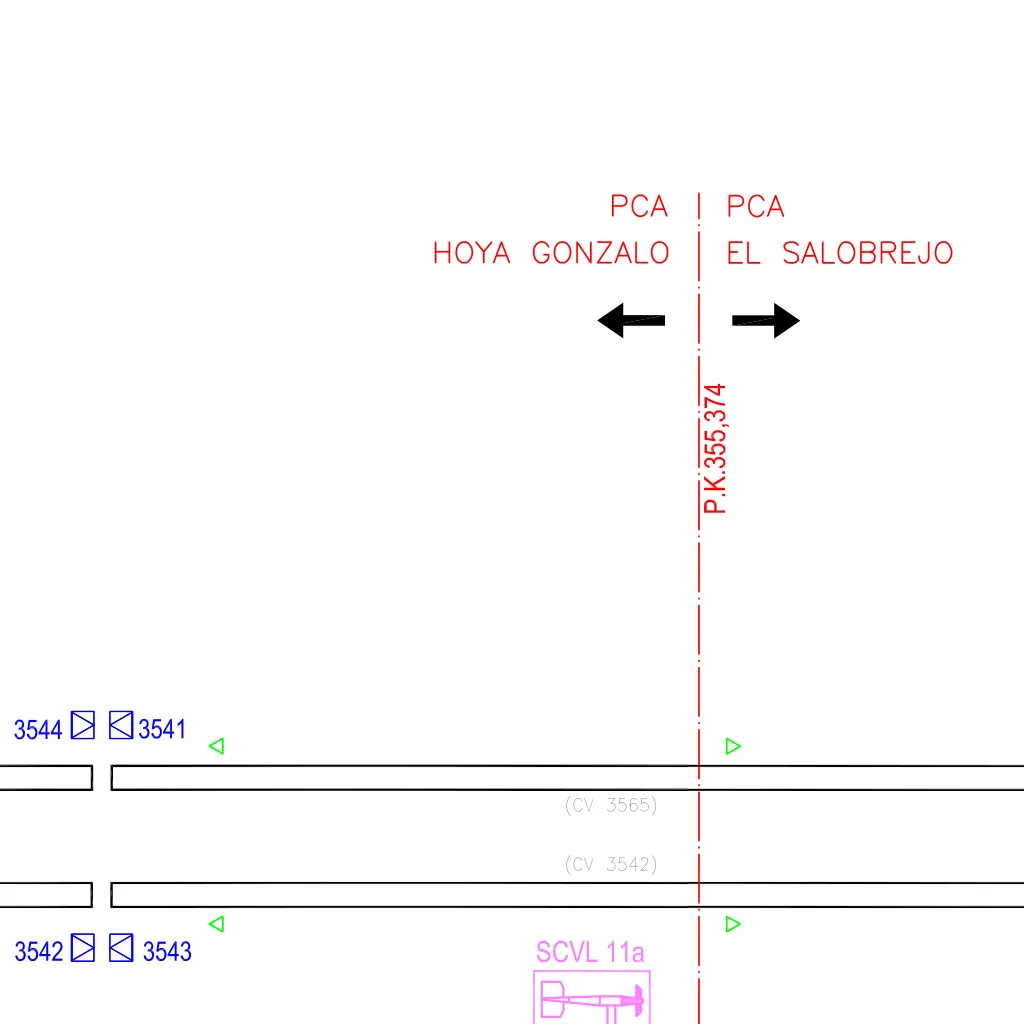 PCA PCA
HOYA GONZALO EL SALOBREJO
P.K.355,374
3544 3541
(CV 3565)
(CV 3542)
3542 3543
SCVL 11a